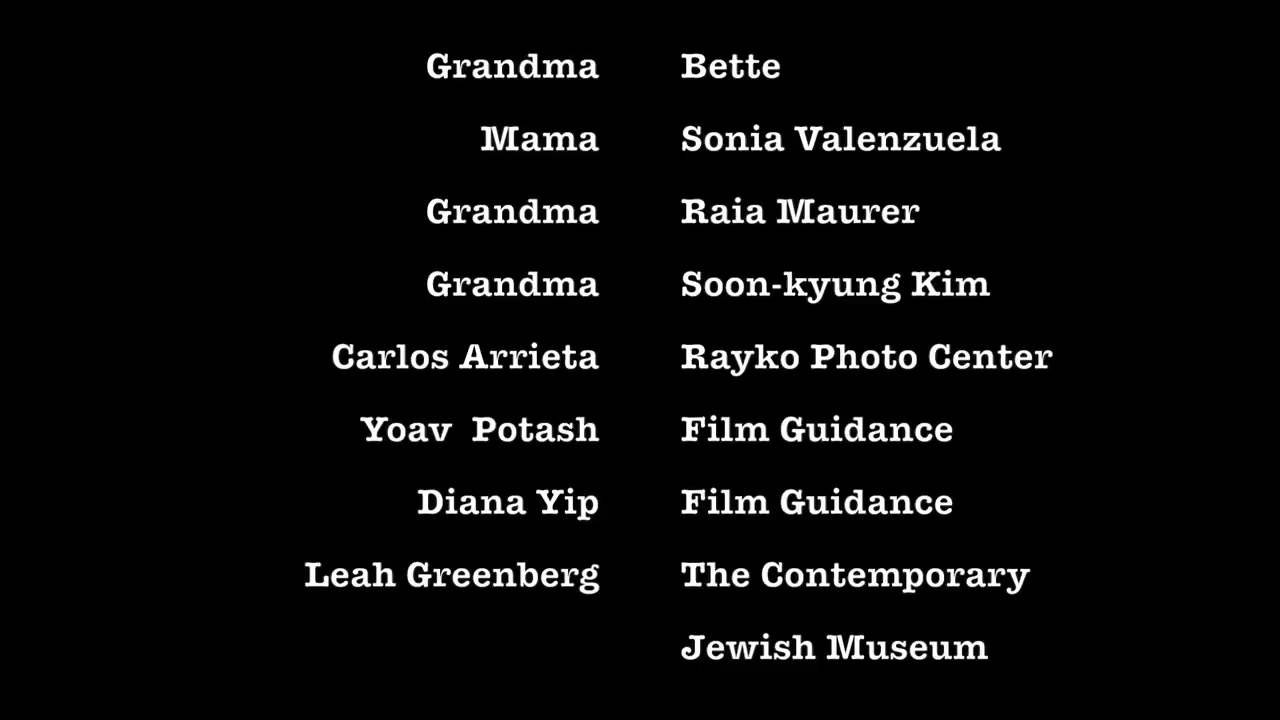 Grandma Bette
Mama Sonia Valenzuela
Grandma Raia Maurer
Grandma Soon-kyung Kim
Carlos Arrieta Rayko Photo Center
Yoav Potash Film Guidance
Diana Yip Film Guidance
Leah Greenberg The Contemporary
Jewish Museum